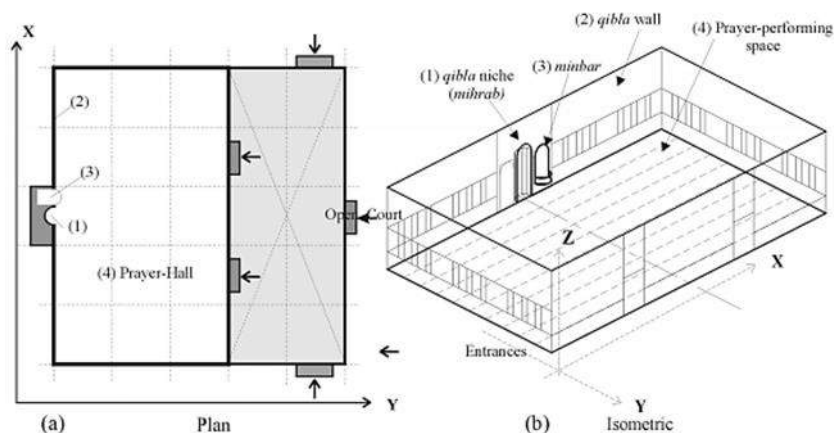 X
(2)
(3)
(1)
(4) Prayer-Hall
Open Court
Y
(a)
Plan
(2) qibla wall
(4) Prayer-performing
space
(1) qibla niche
(mihrab)
(3) minbar
Z
X
Entrances
Y
(b)
Isometric